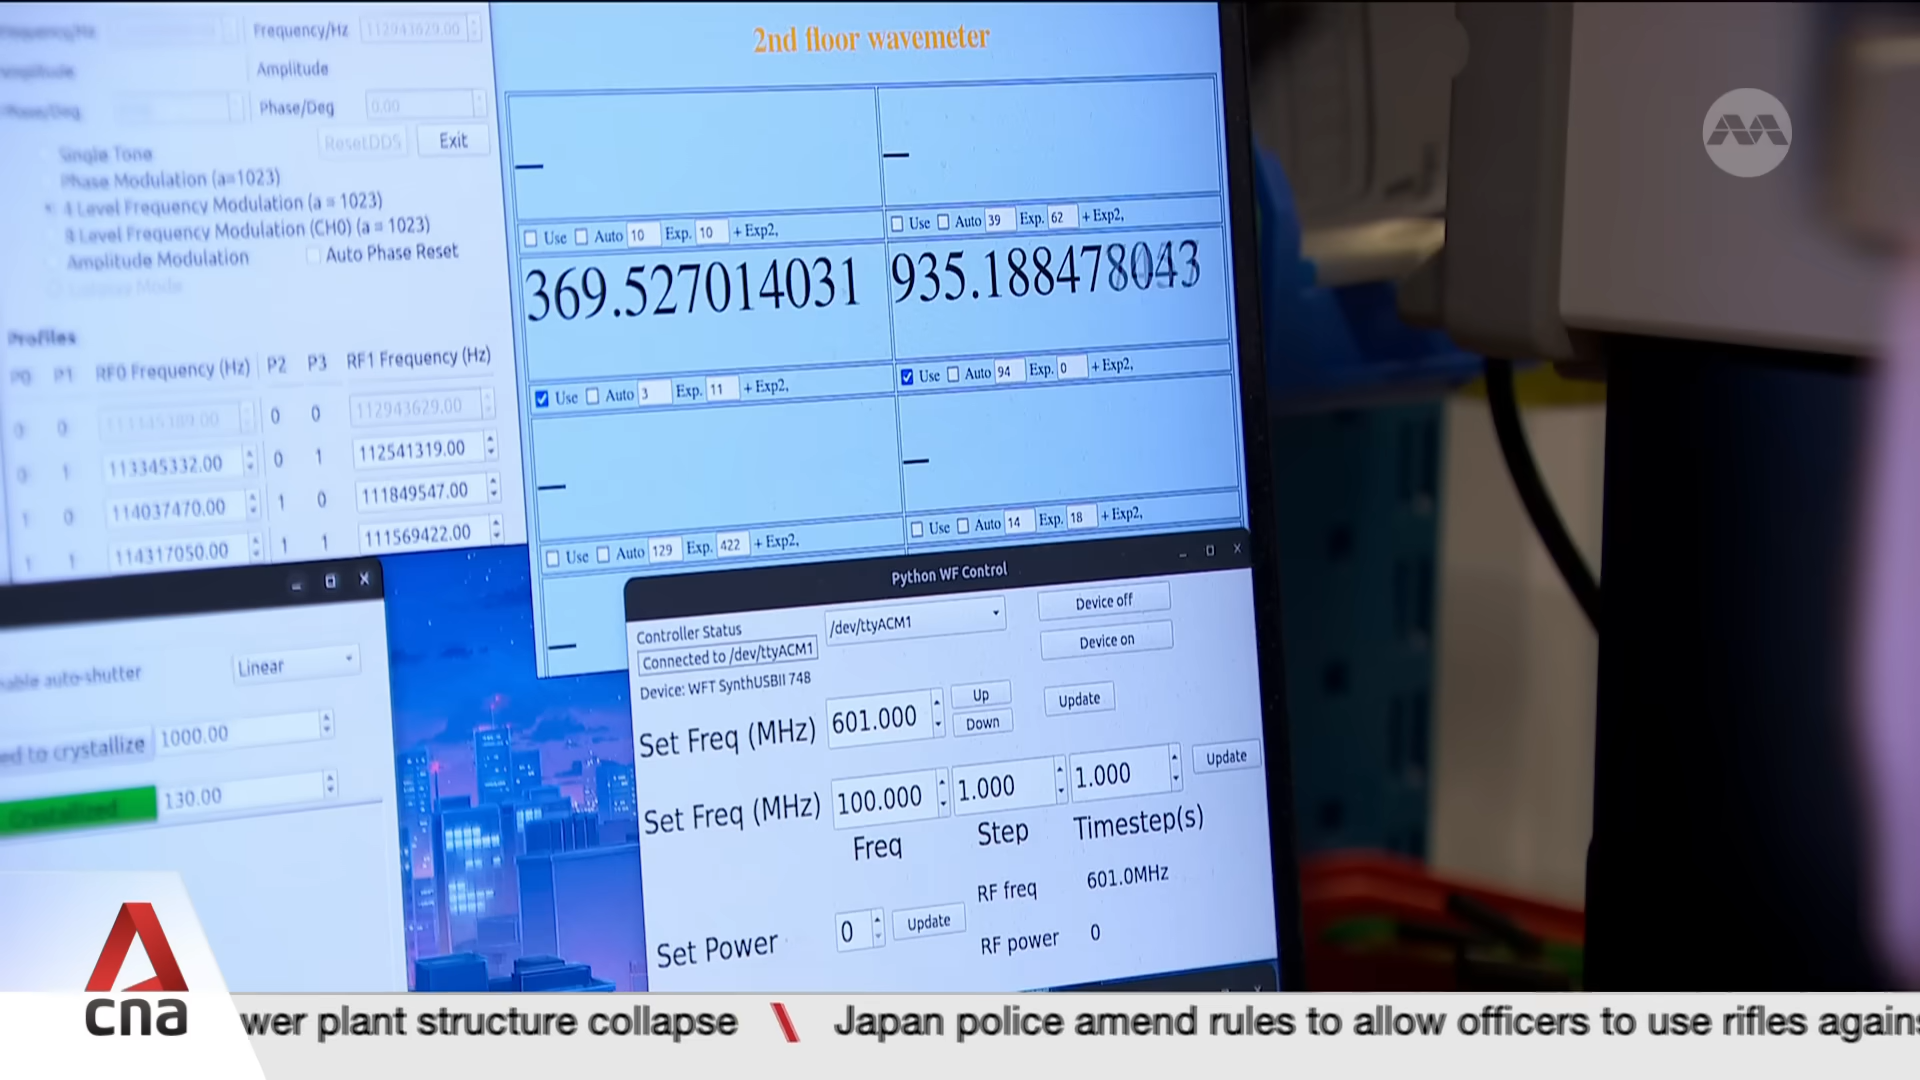 Frequency/Hz 112943629.00
Amplitude
Phase/Deg 0.00
ResetDDS Exit
Single Tone
Phase Modulation (a=1023)
4 Level Frequency Modulation (a = 1023)
8 Level Frequency Modulation (CH0) (a = 1023)
Amplitude Modulation Auto Phase Reset
Profiles
P0 P1 RF0 Frequency (Hz) P2 P3 RF1 Frequency (Hz)
0 0 0 0 112943629.00
0 1 113345332.00 0 1 112541319.00
1 0 114037470.00 1 0 111849547.00
1 1 114317050.00 1 1 111569422.00
2nd floor wavemeter
— —
Use Auto 10 Exp. 10 + Exp2, Use Auto 39 Exp. 62 + Exp2,
369.527014031 935.188478043
Use Auto 3 Exp. 11 + Exp2, Use Auto 94 Exp. 0 + Exp2,
— —
Use Auto 129 Exp. 422 + Exp2, Use Auto 14 Exp. 18 + Exp2,
—
auto-shutter Linear
to crystallize 1000.00
Crystallized 130.00
Python WF Control
Controller Status /dev/ttyACM1 Device off
Connected to /dev/ttyACM1 Device on
Device: WFT SynthUSBII 748
Set Freq (MHz) 601.000 Up Down Update
Set Freq (MHz) 100.000 1.000 1.000 Update
Freq Step Timestep(s)
RF freq 601.0MHz
Set Power 0 Update RF power 0
cna
wer plant structure collapse \ Japan police amend rules to allow officers to use rifles agains